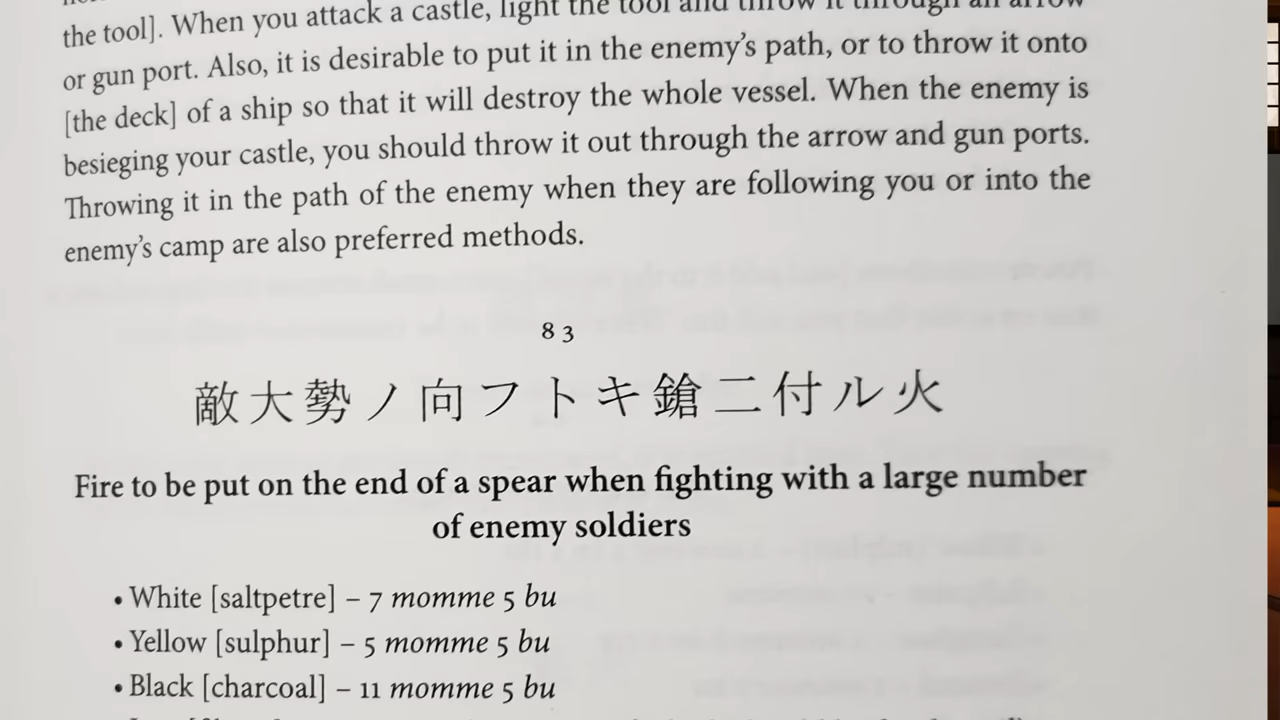 the tool]. When you attack a castle, light the tool and throw it through an arrow
or gun port. Also, it is desirable to put it in the enemy's path, or to throw it onto
[the deck] of a ship so that it will destroy the whole vessel. When the enemy is
besieging your castle, you should throw it out through the arrow and gun ports.
Throwing it in the path of the enemy when they are following you or into the
enemy's camp are also preferred methods.
83
敵大勢ノ向フトキ鎗二付ル火
Fire to be put on the end of a spear when fighting with a large number
of enemy soldiers
• White [saltpetre] – 7 momme 5 bu
• Yellow [sulphur] – 5 momme 5 bu
• Black [charcoal] – 11 momme 5 bu